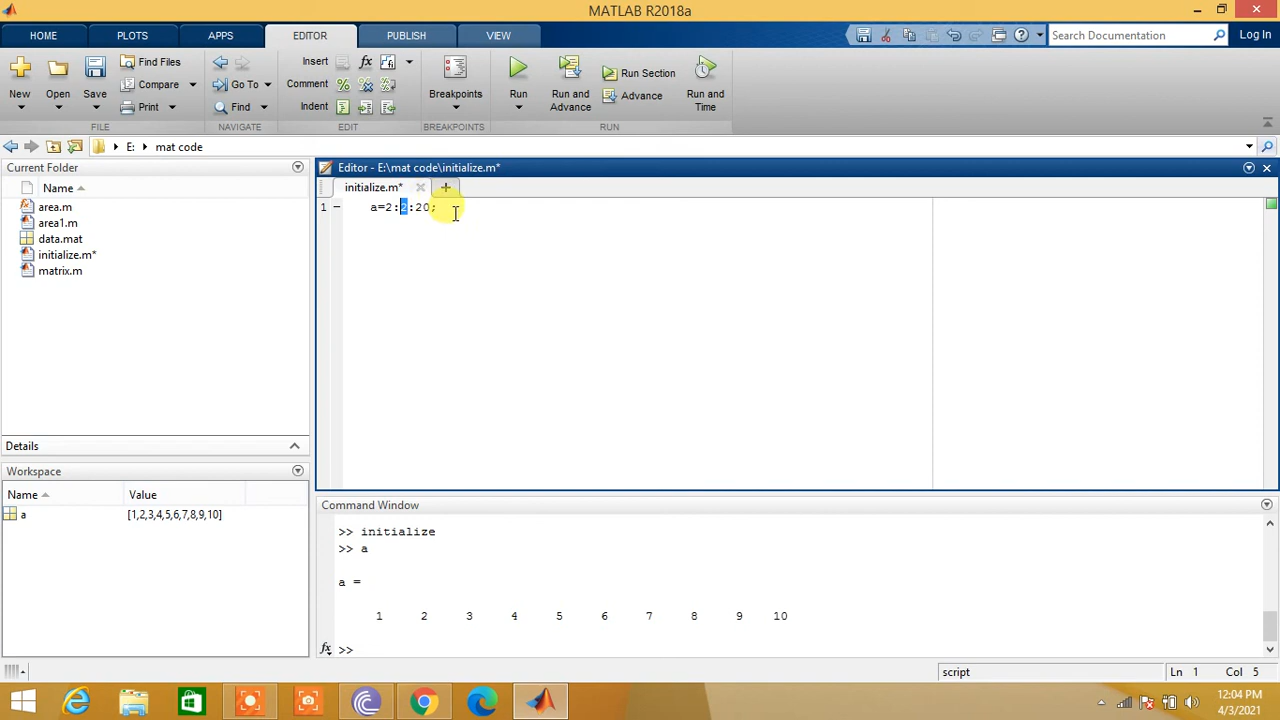 MATLAB R2018a
HOME PLOTS APPS EDITOR PUBLISH VIEW Search Documentation Log In
New Open Save Find Files Compare Print
Go To Find
Insert Comment Indent
Breakpoints
Run Run and Advance Run Section Advance Run and Time
FILE NAVIGATE EDIT BREAKPOINTS RUN
E: mat code
Current Folder
Name
area.m
area1.m
data.mat
initialize.m*
matrix.m
Details
Workspace
Name Value
a [1,2,3,4,5,6,7,8,9,10]
Editor - E:\mat code\initialize.m*
initialize.m*
1 a=2:2:20;
Command Window
>> initialize
>> a
a =
1 2 3 4 5 6 7 8 9 10
>>
script Ln 1 Col 5
12:04 PM
4/3/2021